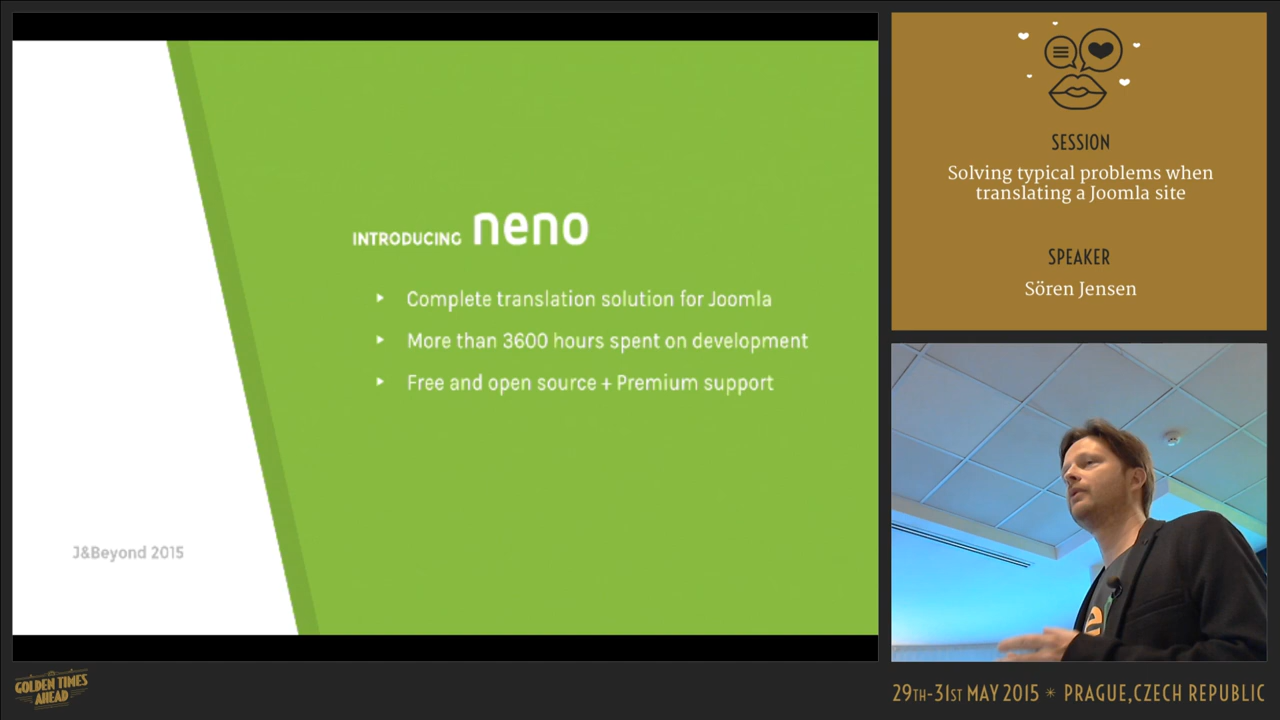 INTRODUCING neno
Complete translation solution for Joomla
More than 3600 hours spent on development
Free and open source + Premium support
J&Beyond 2015
SESSION
Solving typical problems when
translating a Joomla site
SPEAKER
Sören Jensen
GOLDEN TIMES
AHEAD
29TH-31ST MAY 2015 * PRAGUE,CZECH REPUBLIC